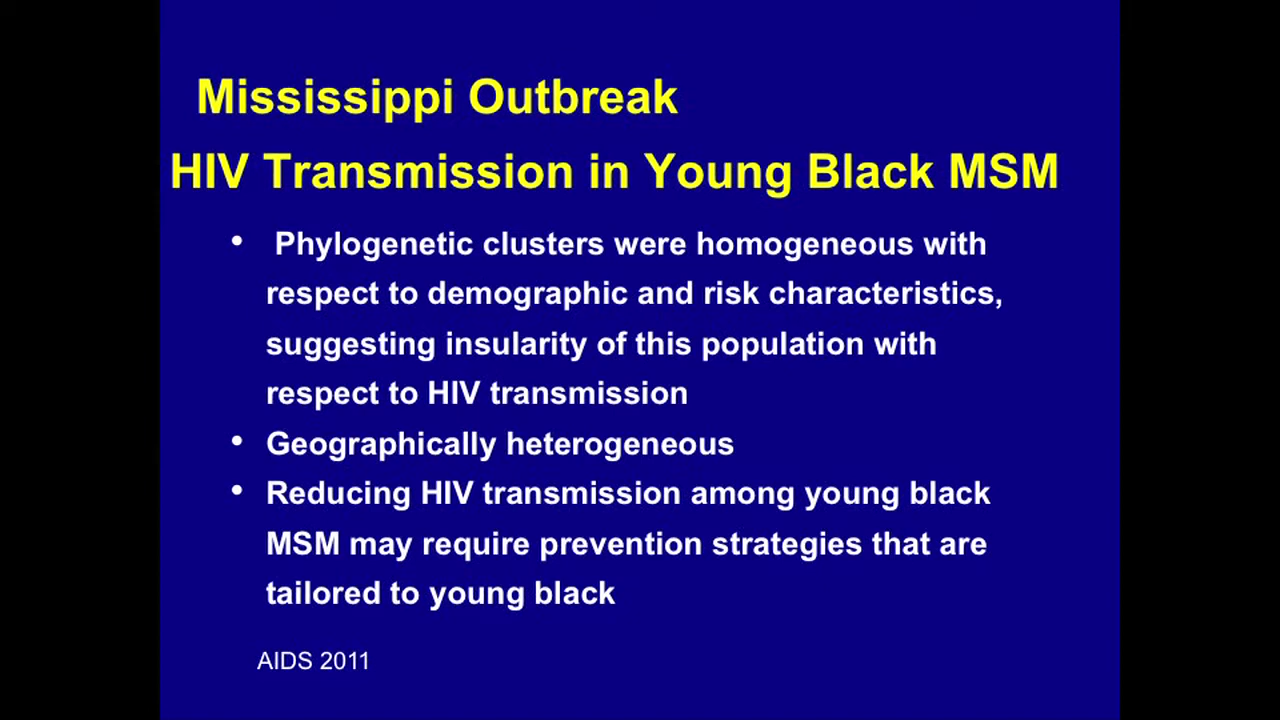 Mississippi Outbreak
HIV Transmission in Young Black MSM
• Phylogenetic clusters were homogeneous with
respect to demographic and risk characteristics,
suggesting insularity of this population with
respect to HIV transmission
• Geographically heterogeneous
• Reducing HIV transmission among young black
MSM may require prevention strategies that are
tailored to young black
AIDS 2011